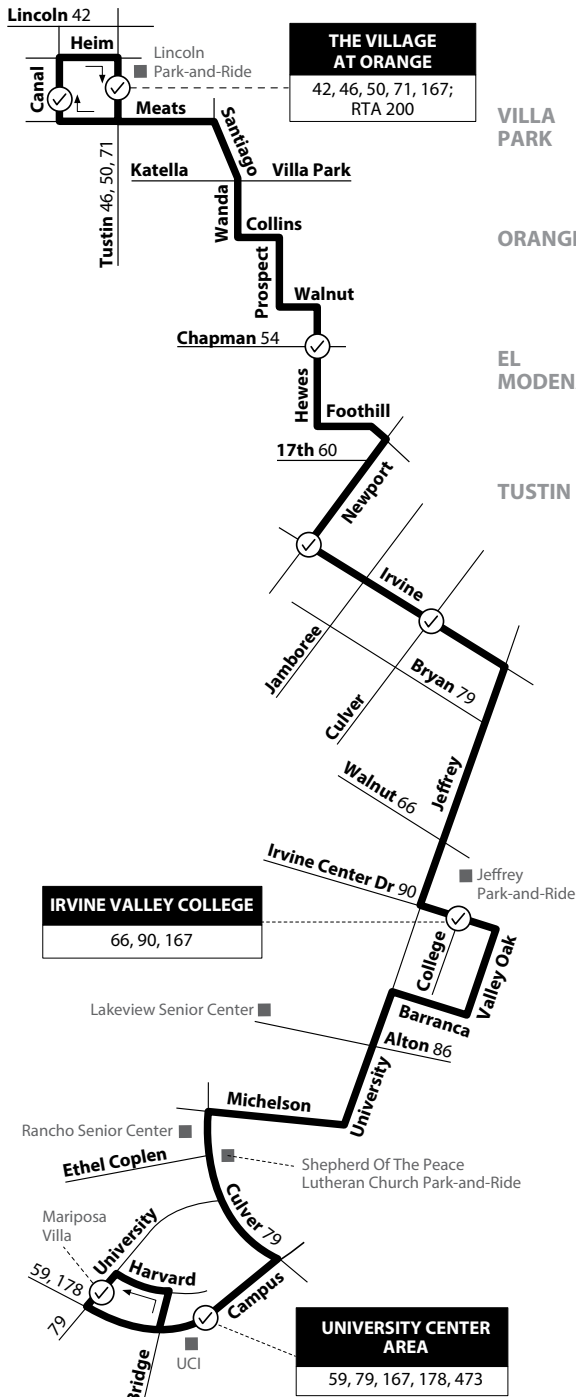 Lincoln 42
Heim
Lincoln
Park-and-Ride
THE VILLAGE
AT ORANGE
42, 46, 50, 71, 167;
RTA 200
Canal
Meats
Santiago
VILLA
PARK
Tustin 46, 50, 71
Katella
Villa Park
Wanda
Collins
ORANGE
Prospect
Walnut
Chapman 54
EL
MODENA
Hewes
Foothill
17th 60
Newport
TUSTIN
Irvine
Jamboree
Culver
Bryan 79
Jeffrey
Walnut 66
Irvine Center Dr 90
Jeffrey
Park-and-Ride
IRVINE VALLEY COLLEGE
66, 90, 167
College
Valley Oak
Barranca
Lakeview Senior Center
Alton 86
University
Michelson
Rancho Senior Center
Ethel Coplen
Shepherd Of The Peace
Lutheran Church Park-and-Ride
Culver 79
Mariposa
Villa
University
Harvard
59, 178
79
Campus
UCI
Bridge
UNIVERSITY CENTER
AREA
59, 79, 167, 178, 473